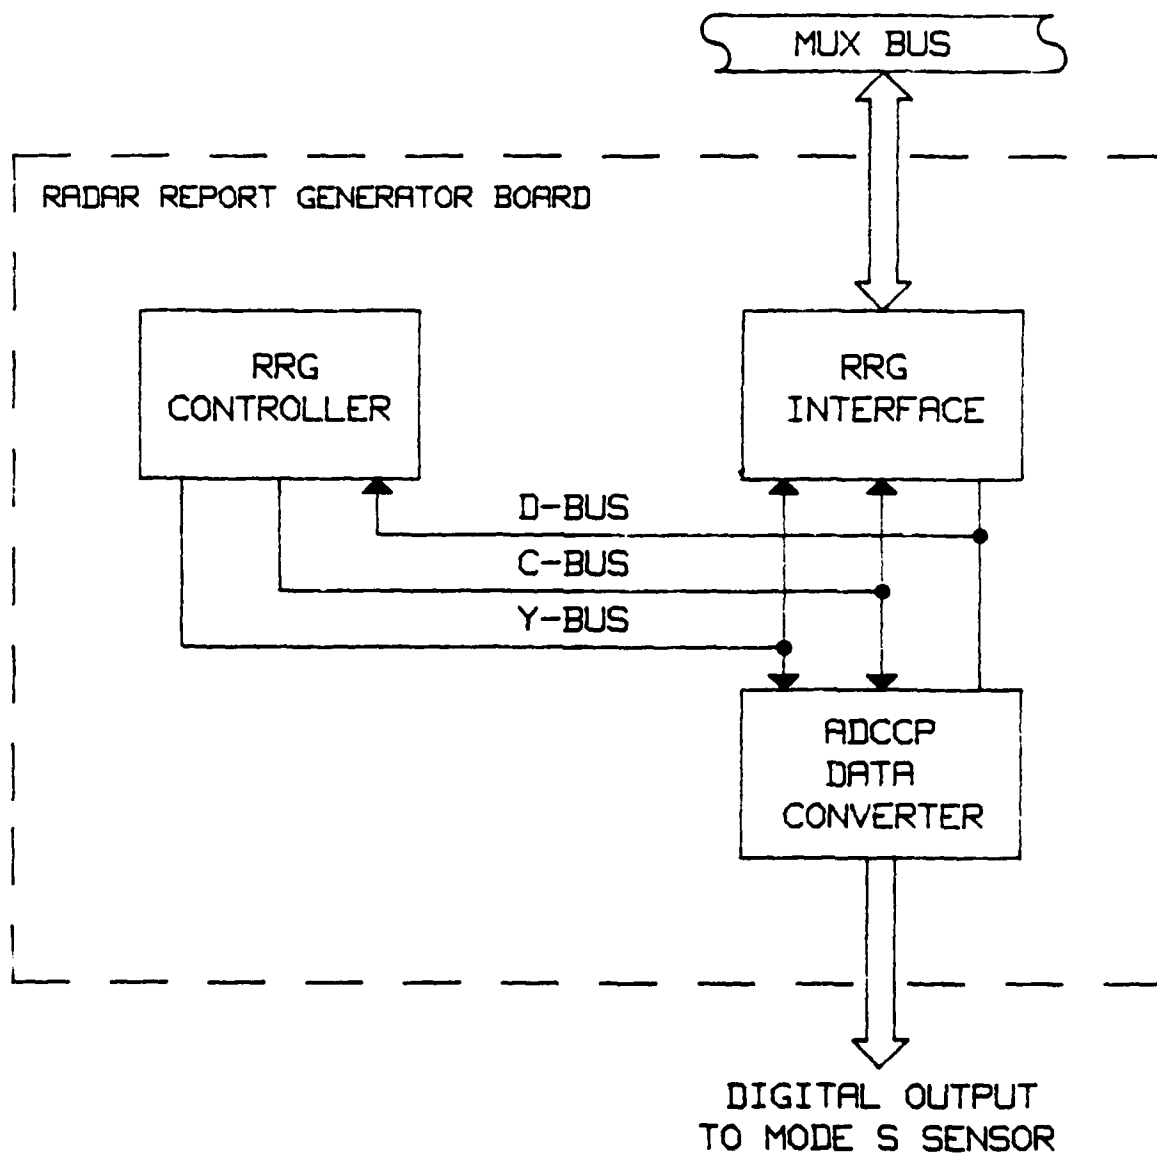 MUX BUS
RADAR REPORT GENERATOR BOARD
RRG
CONTROLLER
RRG
INTERFACE
D-BUS
C-BUS
Y-BUS
ADCCP
DATA
CONVERTER
DIGITAL OUTPUT
TO MODE S SENSOR